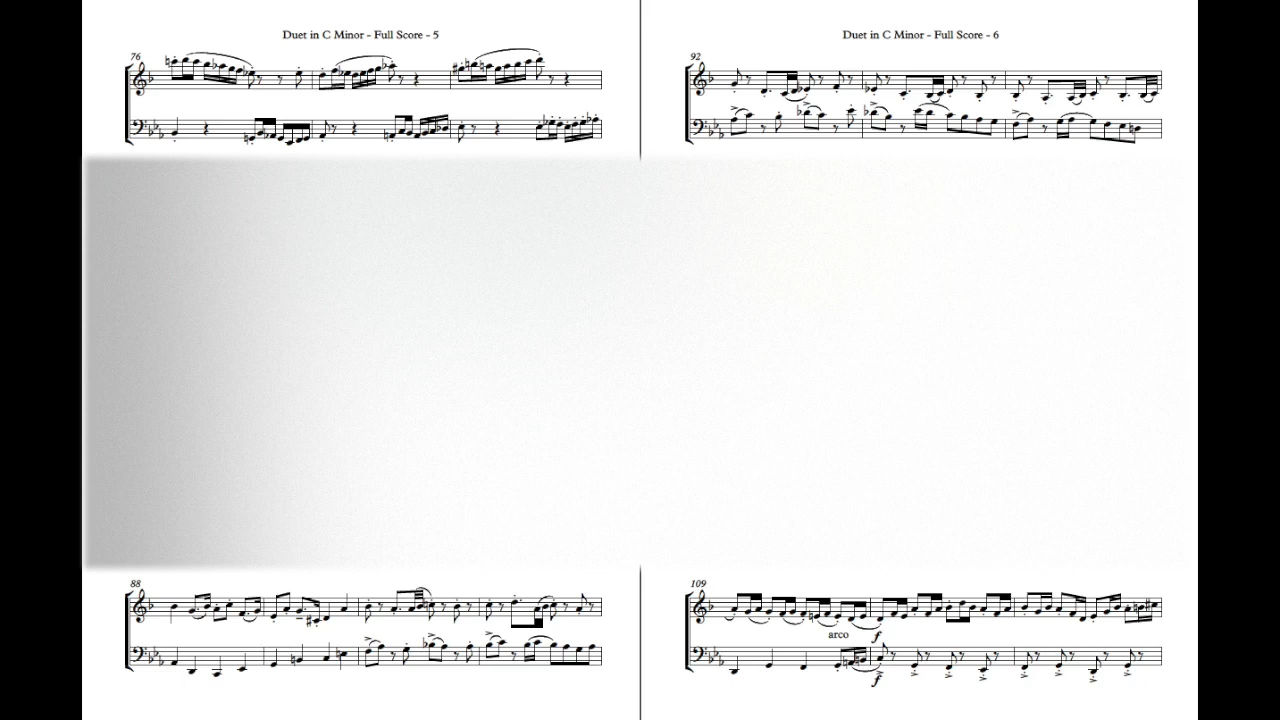 Duet in C Minor - Full Score - 5
76
88
Duet in C Minor - Full Score - 6
92
109
arco
f
f